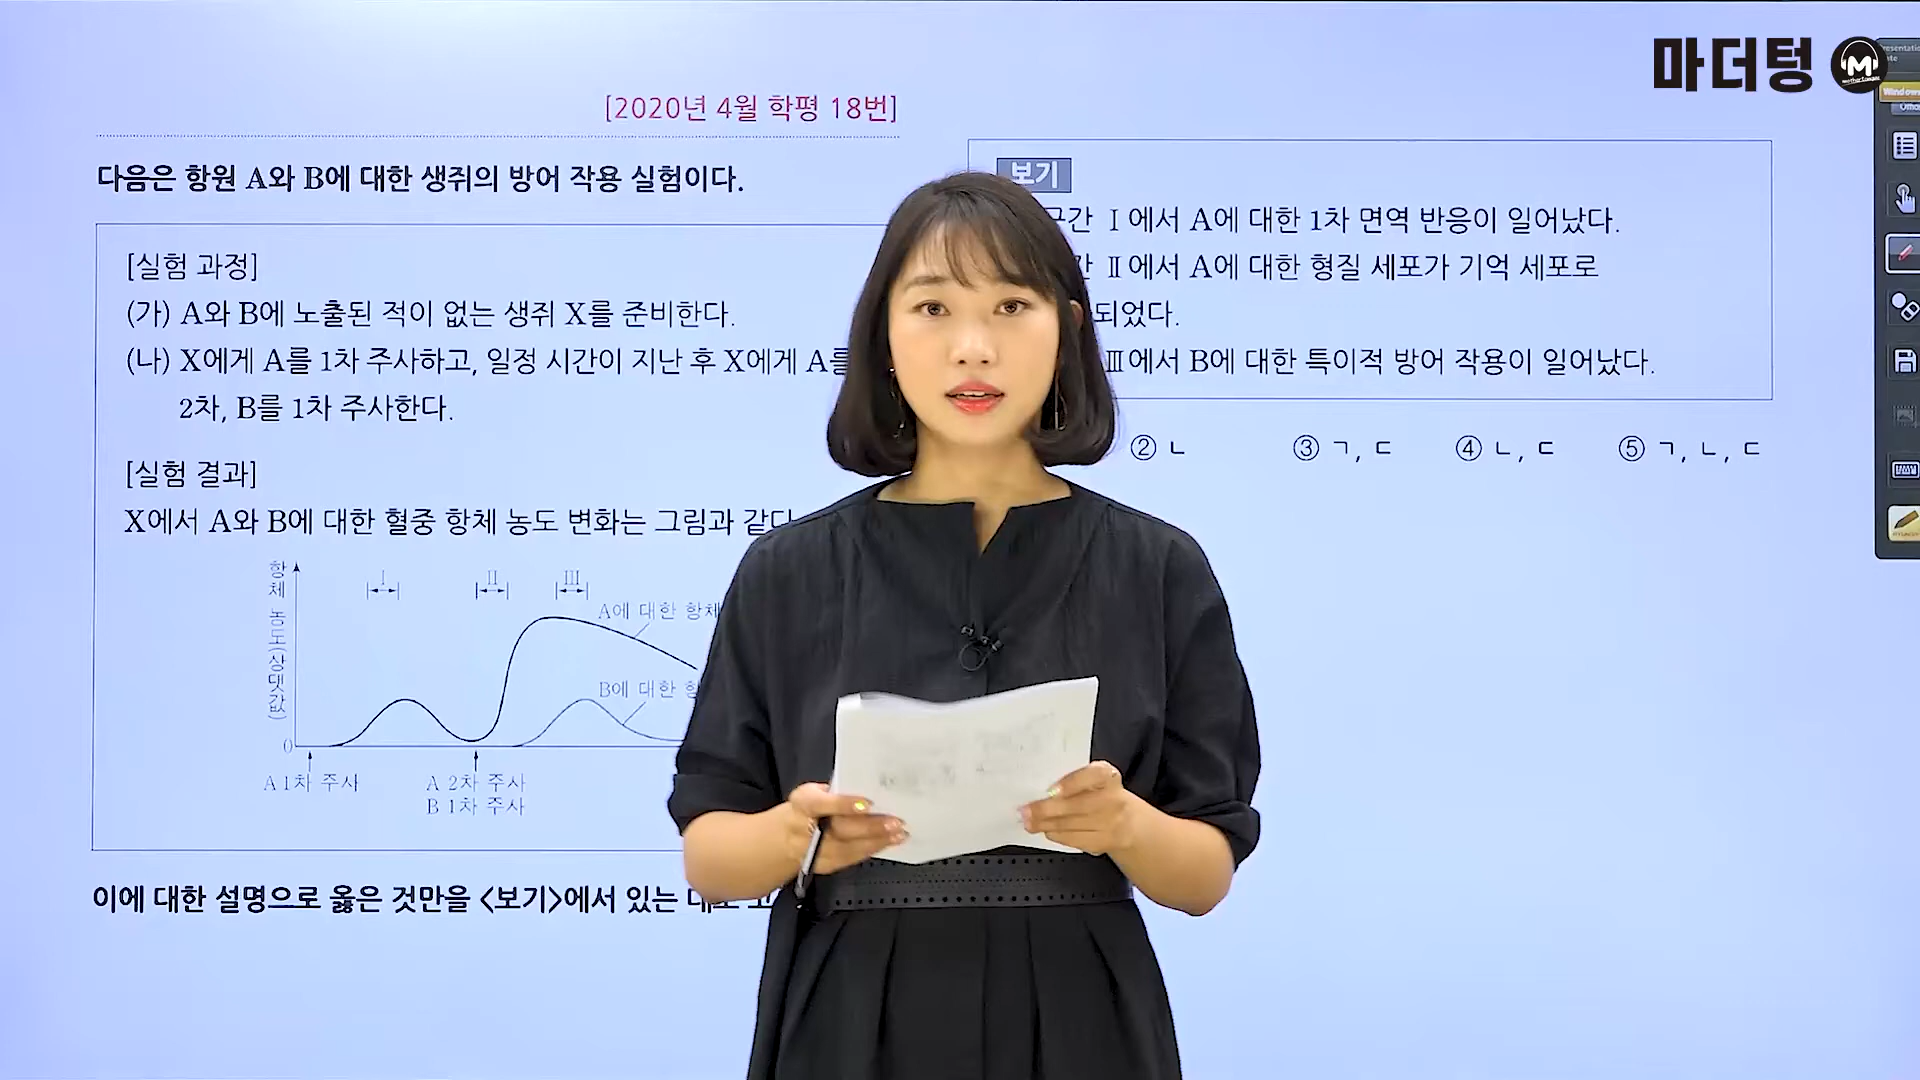 마더텅
[2020년 4월 학평 18번]
다음은 항원 A와 B에 대한 생쥐의 방어 작용 실험이다.
[실험 과정]
(가) A와 B에 노출된 적이 없는 생쥐 X를 준비한다.
(나) X에게 A를 1차 주사하고, 일정 시간이 지난 후 X에게 A를
2차, B를 1차 주사한다.
[실험 결과]
X에서 A와 B에 대한 혈중 항체 농도 변화는 그림과 같다
항체 농도(상댓값)
I
II
III
A에 대한 항체
B에 대한 항
0
A 1차 주사
A 2차 주사
B 1차 주사
이에 대한 설명으로 옳은 것만을 <보기>에서 있는
보기
구간 Ⅰ에서 A에 대한 1차 면역 반응이 일어났다.
Ⅱ에서 A에 대한 형질 세포가 기억 세포로
되었다.
Ⅲ에서 B에 대한 특이적 방어 작용이 일어났다.
② ㄴ ③ ㄱ, ㄷ ④ ㄴ, ㄷ ⑤ ㄱ, ㄴ, ㄷ